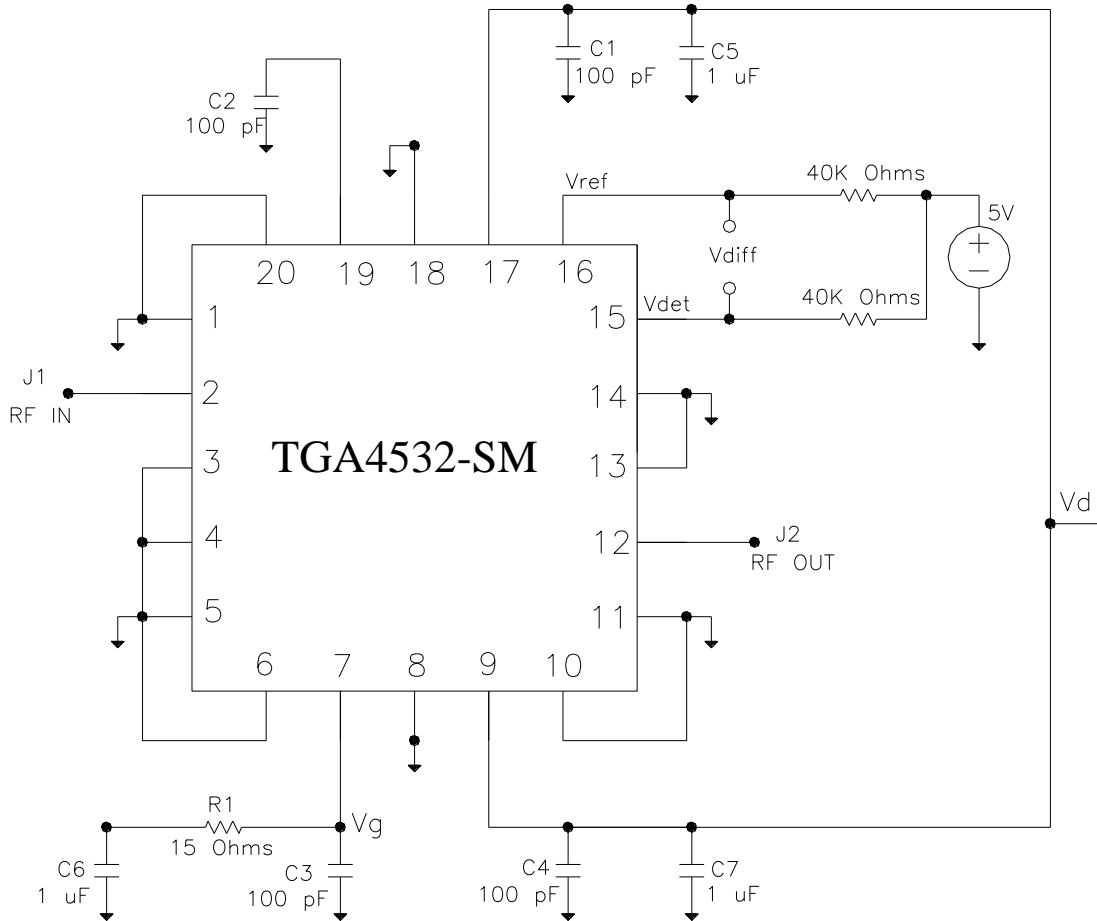 C1
100 pF
C5
1 uF
C2
100 pF
Vref
40K Ohms
5V
Vdiff
20
19
18
17
16
Vdet
40K Ohms
1
15
J1
RF IN
2
14
TGA4532-SM
3
13
Vd
4
12
J2
RF OUT
5
11
6
7
8
9
10
R1
15 Ohms
Vg
C6
1 uF
C3
100 pF
C4
100 pF
C7
1 uF